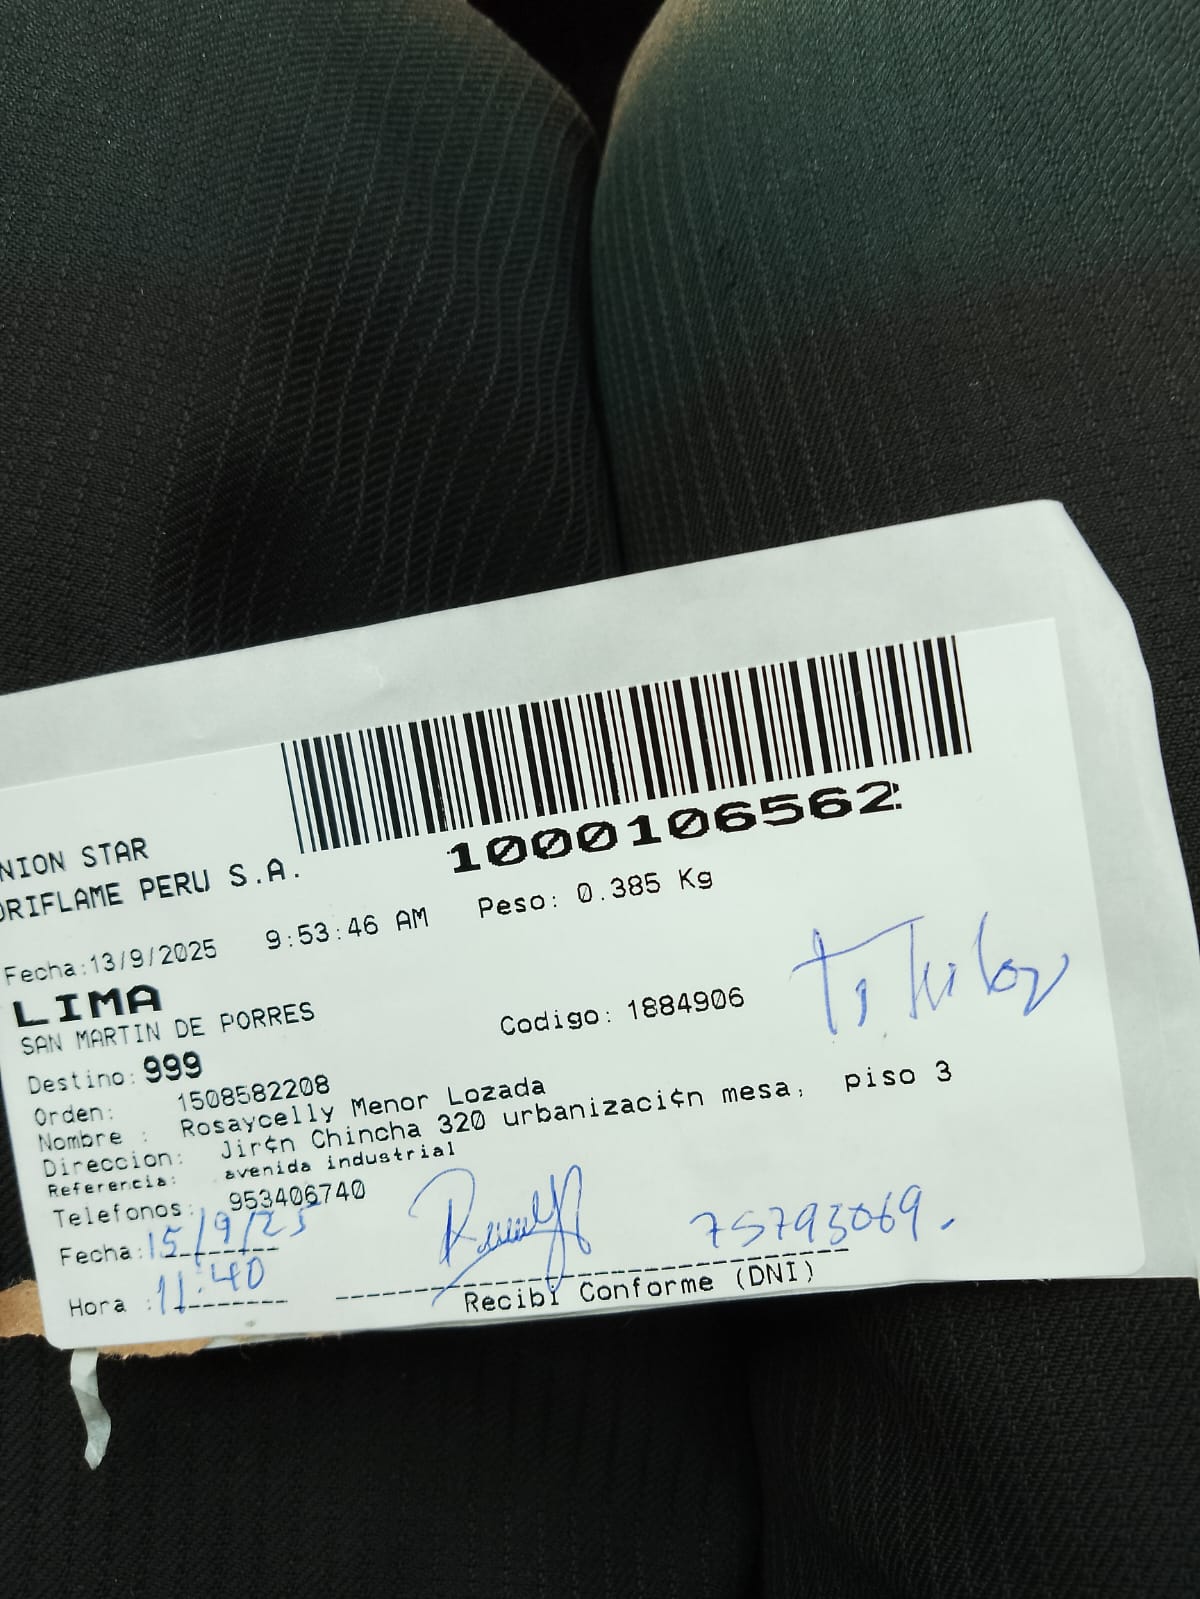 1000106562
NION STAR
ORIFLAME PERU S.A.
Fecha:13/9/2025 9:53:46 AM Peso: 0.385 Kg
LIMA
SAN MARTIN DE PORRES
Codigo: 1884906
Titular
Destino: 999
Orden: 1508582208
Nombre : Rosaycelly Menor Lozada
Direccion: Jir¢n Chincha 320 urbanizaci¢n mesa, piso 3
Referencia: avenida industrial
Telefonos: 953406740
Fecha: 15/9/25
Hora : 11:40
75793069.
Recibi Conforme (DNI)